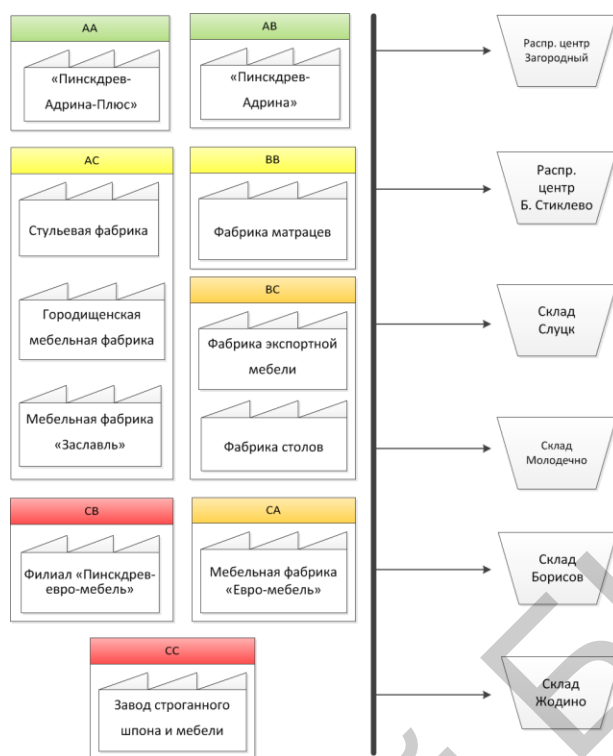 AA
«Пинскдрев-
Адрина-Плюс»
AB
«Пинскдрев-
Адрина»
AC
Стульевая фабрика
Городищенская
мебельная фабрика
Мебельная фабрика
«Заславль»
BB
Фабрика матрацев
BC
Фабрика экспортной
мебели
Фабрика столов
CB
Филиал «Пинскдрев-
евро-мебель»
CA
Мебельная фабрика
«Евро-мебель»
CC
Завод строганного
шпона и мебели
Распр. центр
Загородный
Распр.
центр
Б. Стиклево
Склад
Слуцк
Склад
Молодечно
Склад
Борисов
Склад
Жодино